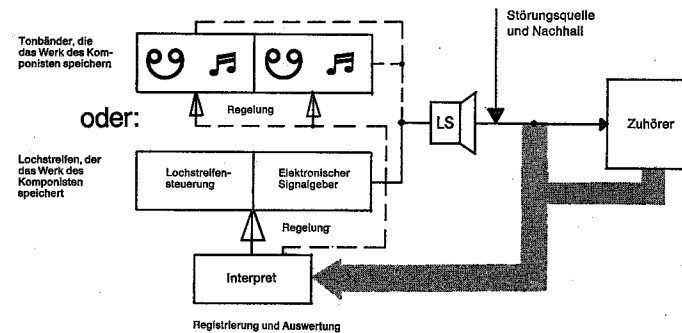 Störungsquelle
und Nachhall
Tonbänder, die
das Werk des Kom-
ponisten speichern
Regelung
oder:
LS
Zuhörer
Lochstreifen, der
das Werk des
Komponisten
speichert
Lochstreifen-
steuerung
Elektronischer
Signalgeber
Regelung
Interpret
Registrierung und Auswertung